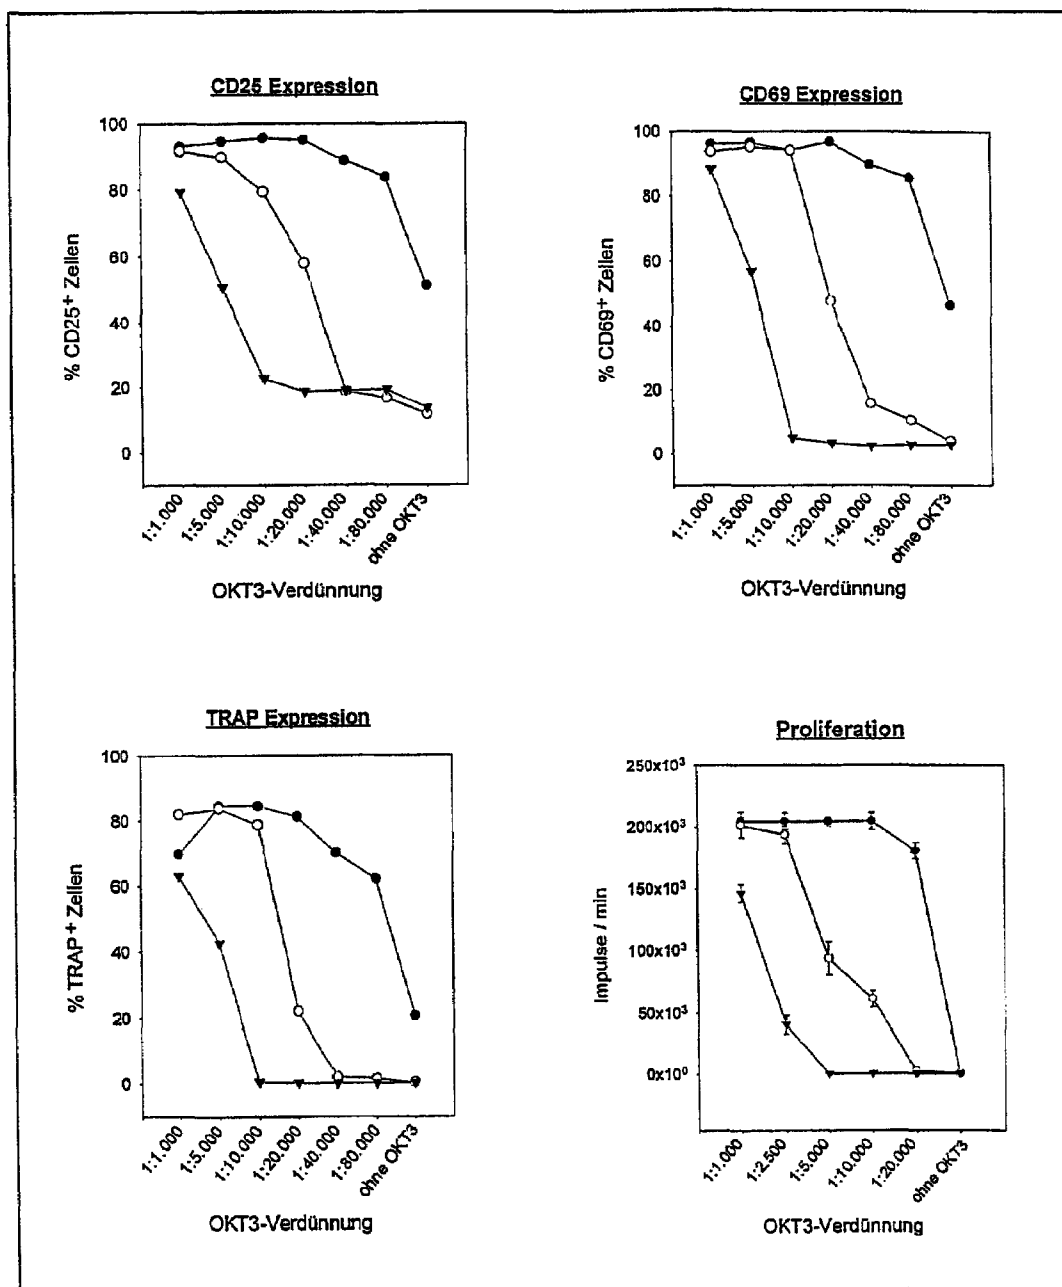 CD25 Expression
100
80
60
40
20
0
% CD25+ Zellen
1:1.000
1:5.000
1:10.000
1:20.000
1:40.000
1:80.000
ohne OKT3
OKT3-Verdünnung
CD69 Expression
100
80
60
40
20
0
% CD69+ Zellen
1:1.000
1:5.000
1:10.000
1:20.000
1:40.000
1:80.000
ohne OKT3
OKT3-Verdünnung
TRAP Expression
100
80
60
40
20
0
% TRAP+ Zellen
1:1.000
1:5.000
1:10.000
1:20.000
1:40.000
1:80.000
ohne OKT3
OKT3-Verdünnung
Proliferation
250x10³
200x10³
150x10³
100x10³
50x10³
0x10⁰
Impulse / min
1:1.000
1:2.500
1:5.000
1:10.000
1:20.000
ohne OKT3
OKT3-Verdünnung